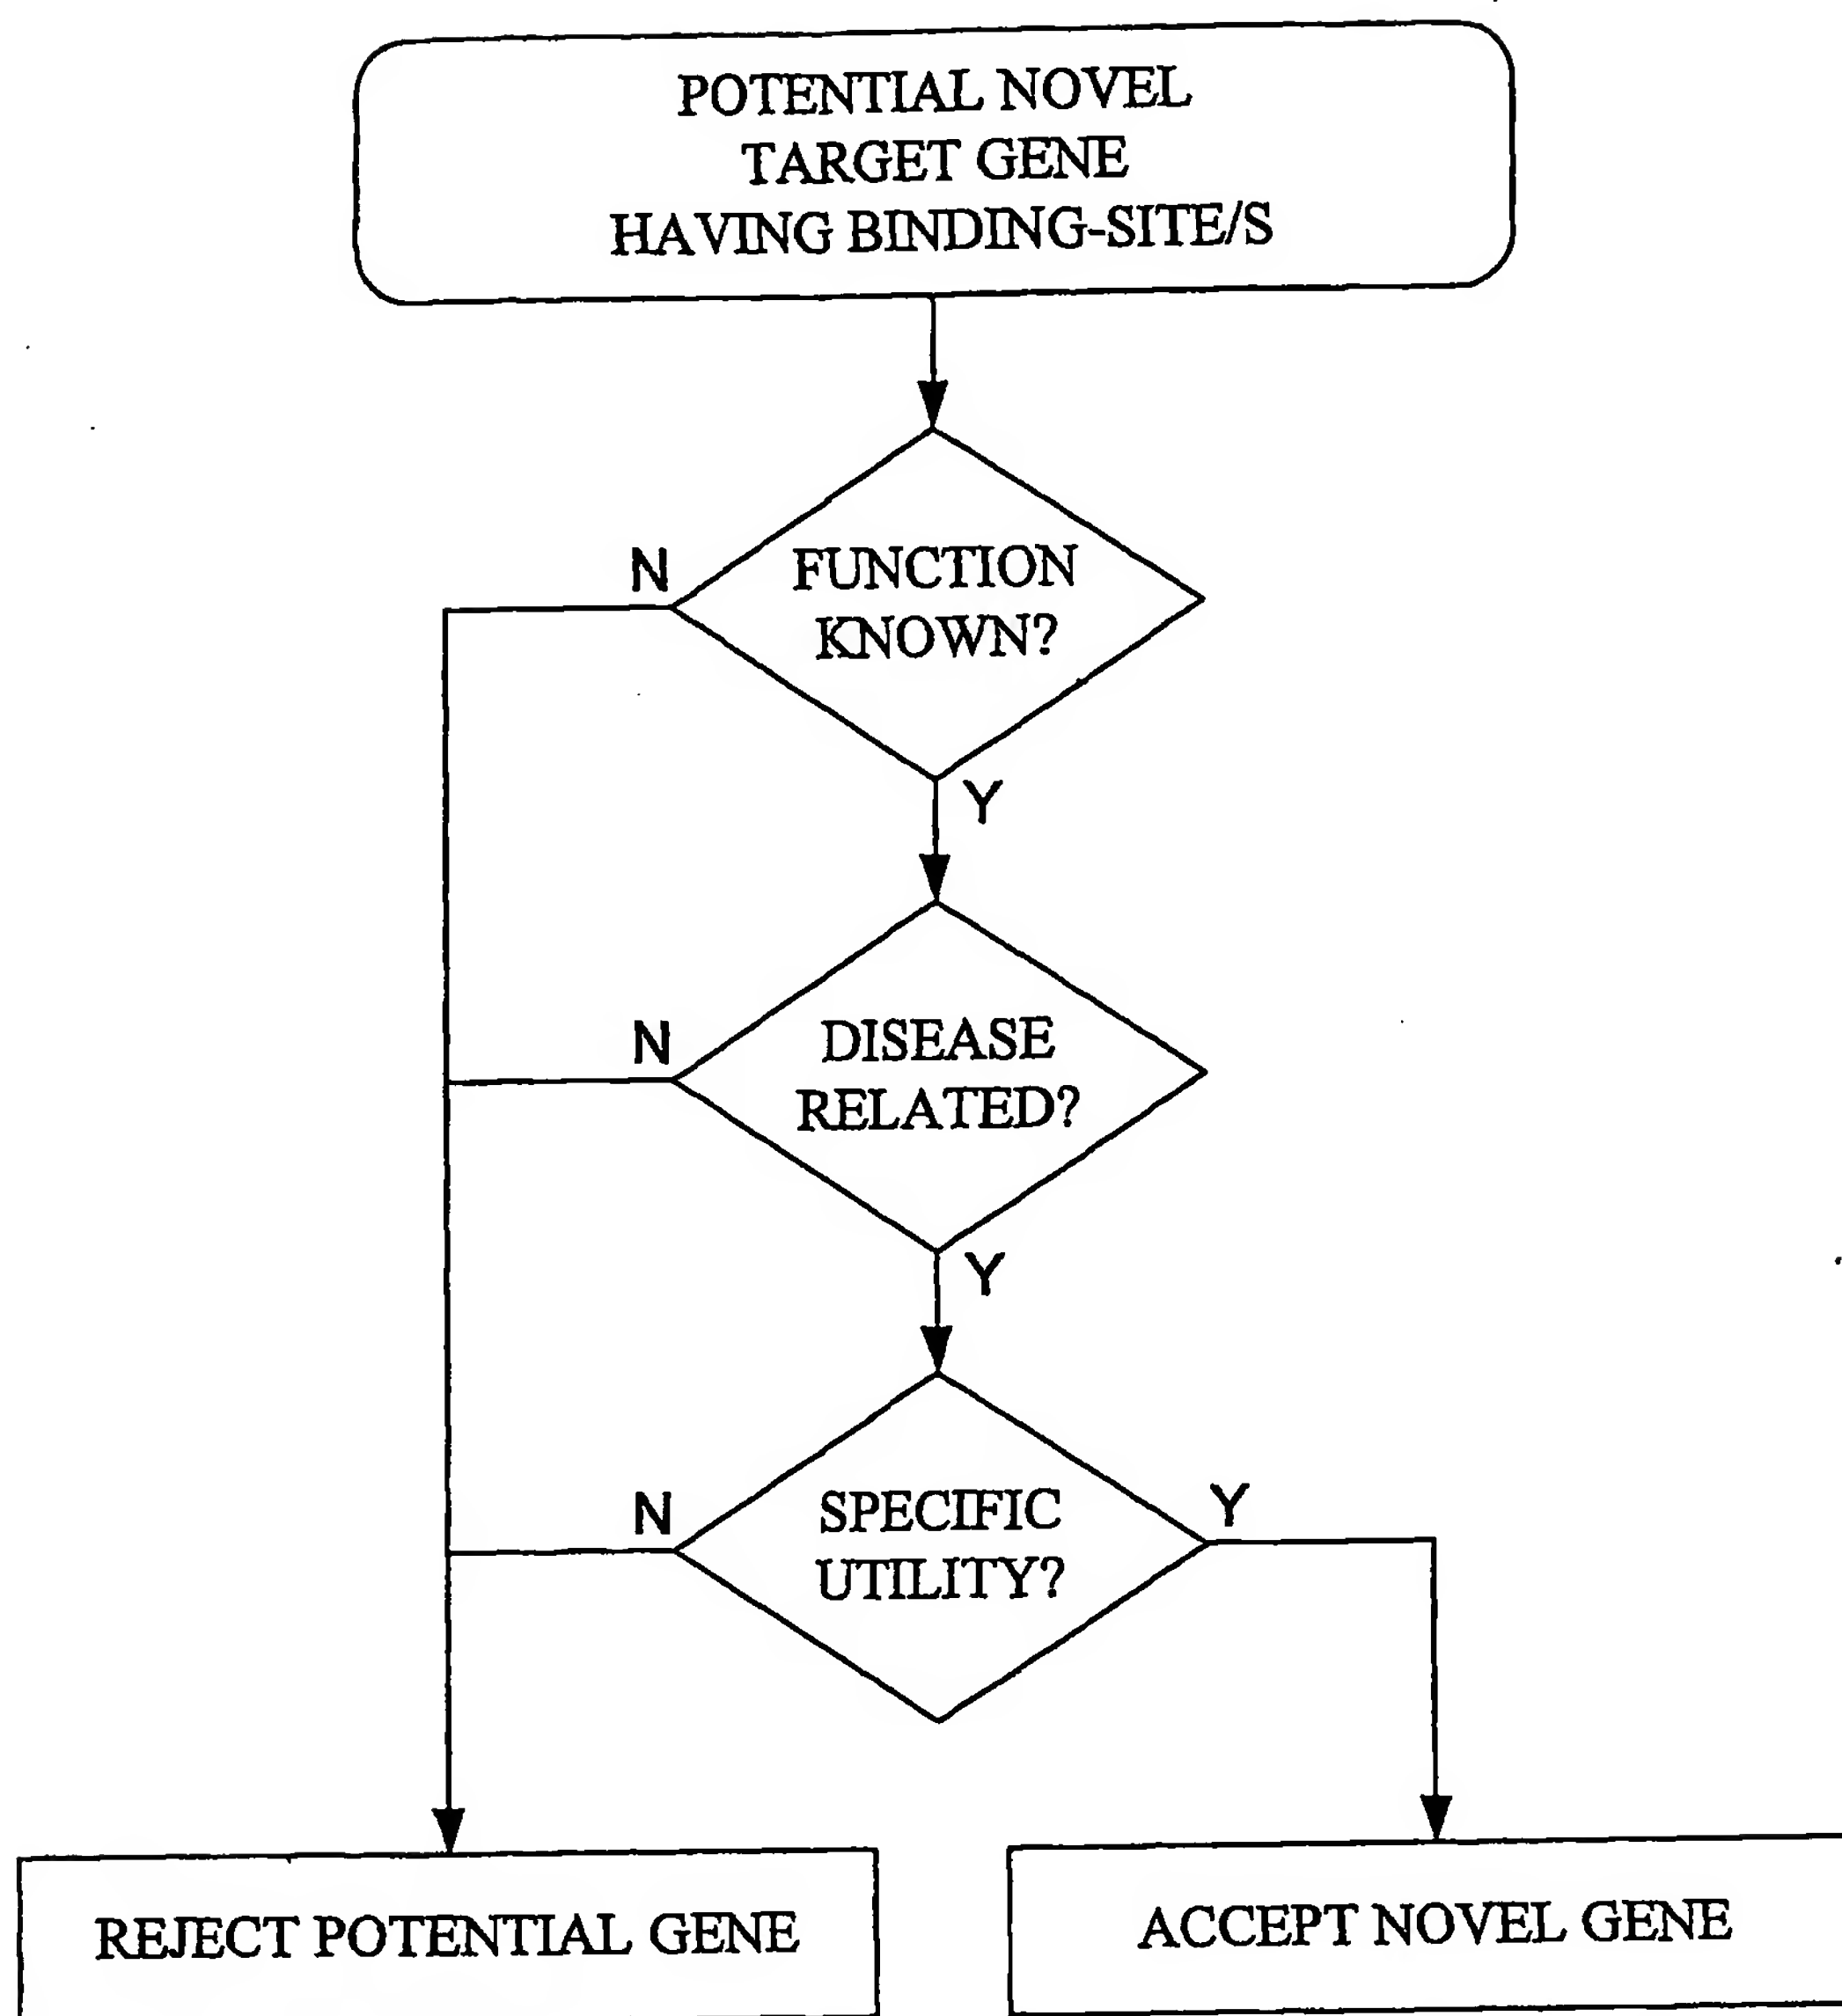 POTENTIAL NOVEL
TARGET GENE
HAVING BINDING-SITE/S
N
FUNCTION
KNOWN?
Y
N
DISEASE
RELATED?
Y
N
SPECIFIC
UTILITY?
Y
REJECT POTENTIAL GENE
ACCEPT NOVEL GENE